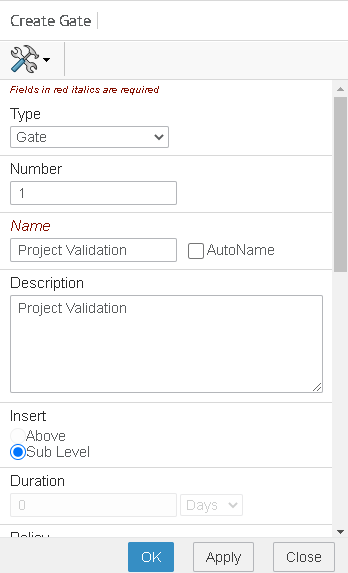 Create Gate
Fields in red italics are required
Type
Gate
Number
1
Name
Project Validation
AutoName
Description
Project Validation
Insert
Above
Sub Level
Duration
0 Days
Policy
OK Apply Close